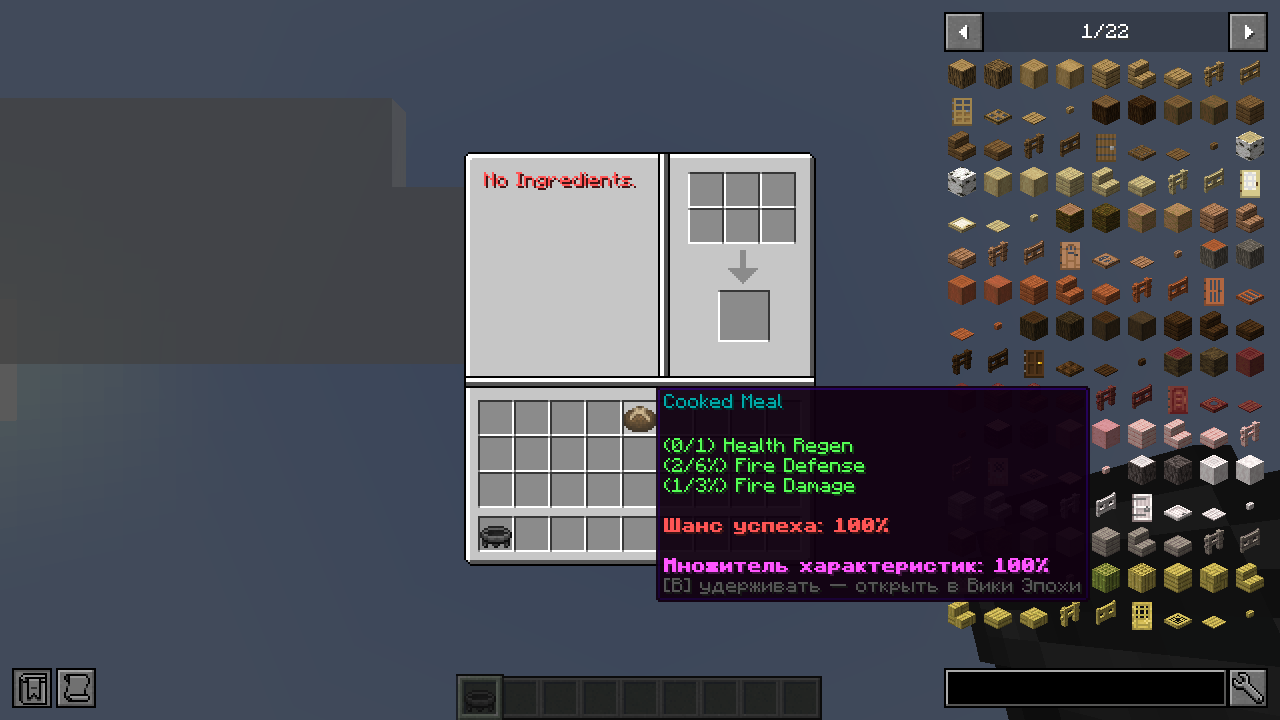 1/22
No Ingredients.
Cooked Meal
(0/1) Health Regen
(2/6%) Fire Defense
(1/3%) Fire Damage
Шанс успеха: 100%
Множитель характеристик: 100%
[B] удерживать — открыть в Вики Эпохи